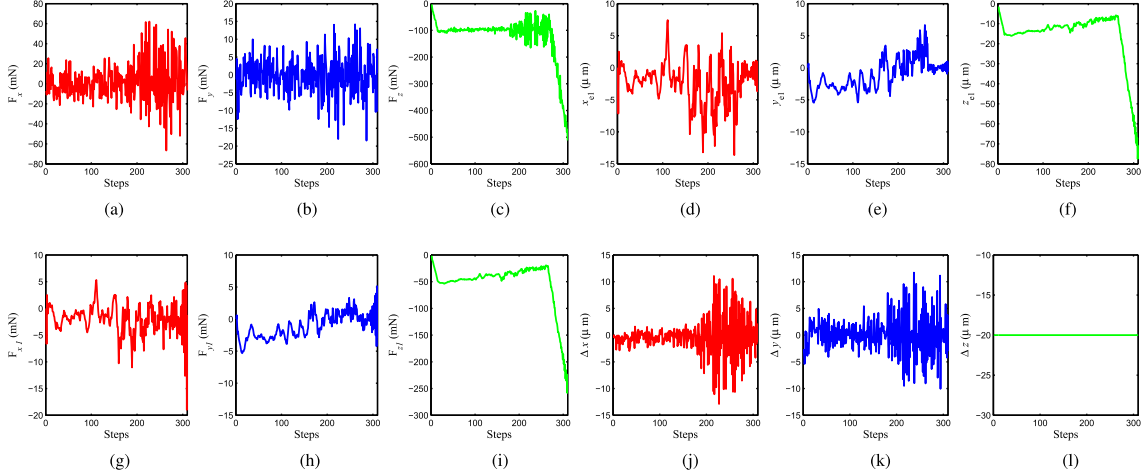 80
60
40
20
0
−20
−40
−60
−80
0 100 200 300
F_x (mN)
Steps
(a)
20
15
10
5
0
−5
−10
−15
−20
−25
0 100 200 300
F_y (mN)
Steps
(b)
0
−100
−200
−300
−400
−500
−600
0 100 200 300
F_z (mN)
Steps
(c)
10
5
0
−5
−10
−15
0 100 200 300
x_e1 (μ m)
Steps
(d)
10
5
0
−5
−10
−15
0 100 200 300
y_e1 (μ m)
Steps
(e)
0
−10
−20
−30
−40
−50
−60
−70
−80
0 100 200 300
z_e1 (μ m)
Steps
(f)
10
5
0
−5
−10
−15
−20
0 100 200 300
F_x1 (mN)
Steps
(g)
10
5
0
−5
−10
−15
0 100 200 300
F_y1 (mN)
Steps
(h)
0
−50
−100
−150
−200
−250
−300
0 100 200 300
F_z1 (mN)
Steps
(i)
15
10
5
0
−5
−10
−15
0 100 200 300
Δ x (μ m)
Steps
(j)
15
10
5
0
−5
−10
−15
0 100 200 300
Δ y (μ m)
Steps
(k)
−10
−15
−20
−25
−30
0 100 200 300
Δ z (μ m)
Steps
(l)